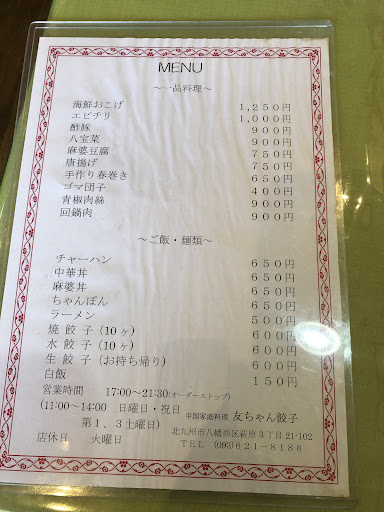 MENU
～一品料理～
海鮮おこげ 1,250円
エビチリ 1,000円
酢豚 900円
八宝菜 900円
麻婆豆腐 750円
唐揚げ 750円
手作り春巻き 650円
ゴマ団子 400円
青椒肉絲 900円
回鍋肉 900円
～ご飯・麺類～
チャーハン 650円
中華丼 650円
麻婆丼 650円
ちゃんぽん 650円
ラーメン 500円
焼餃子(10ヶ) 600円
水餃子(10ヶ) 600円
生餃子(お持ち帰り) 600円
白飯 150円
営業時間 17:00～21:30(オーダーストップ)
(11:00～14:00 日曜日・祝日 中国家庭料理 友ちゃん餃子
第1、3土曜日) 北九州市八幡西区萩原3丁目21-102
店休日 火曜日 TEL (093)621-8188